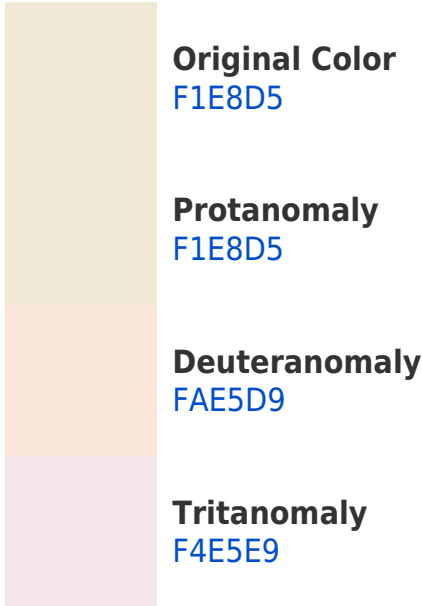 Original Color
F1E8D5
Protanomaly
F1E8D5
Deuteranomaly
FAE5D9
Tritanomaly
F4E5E9